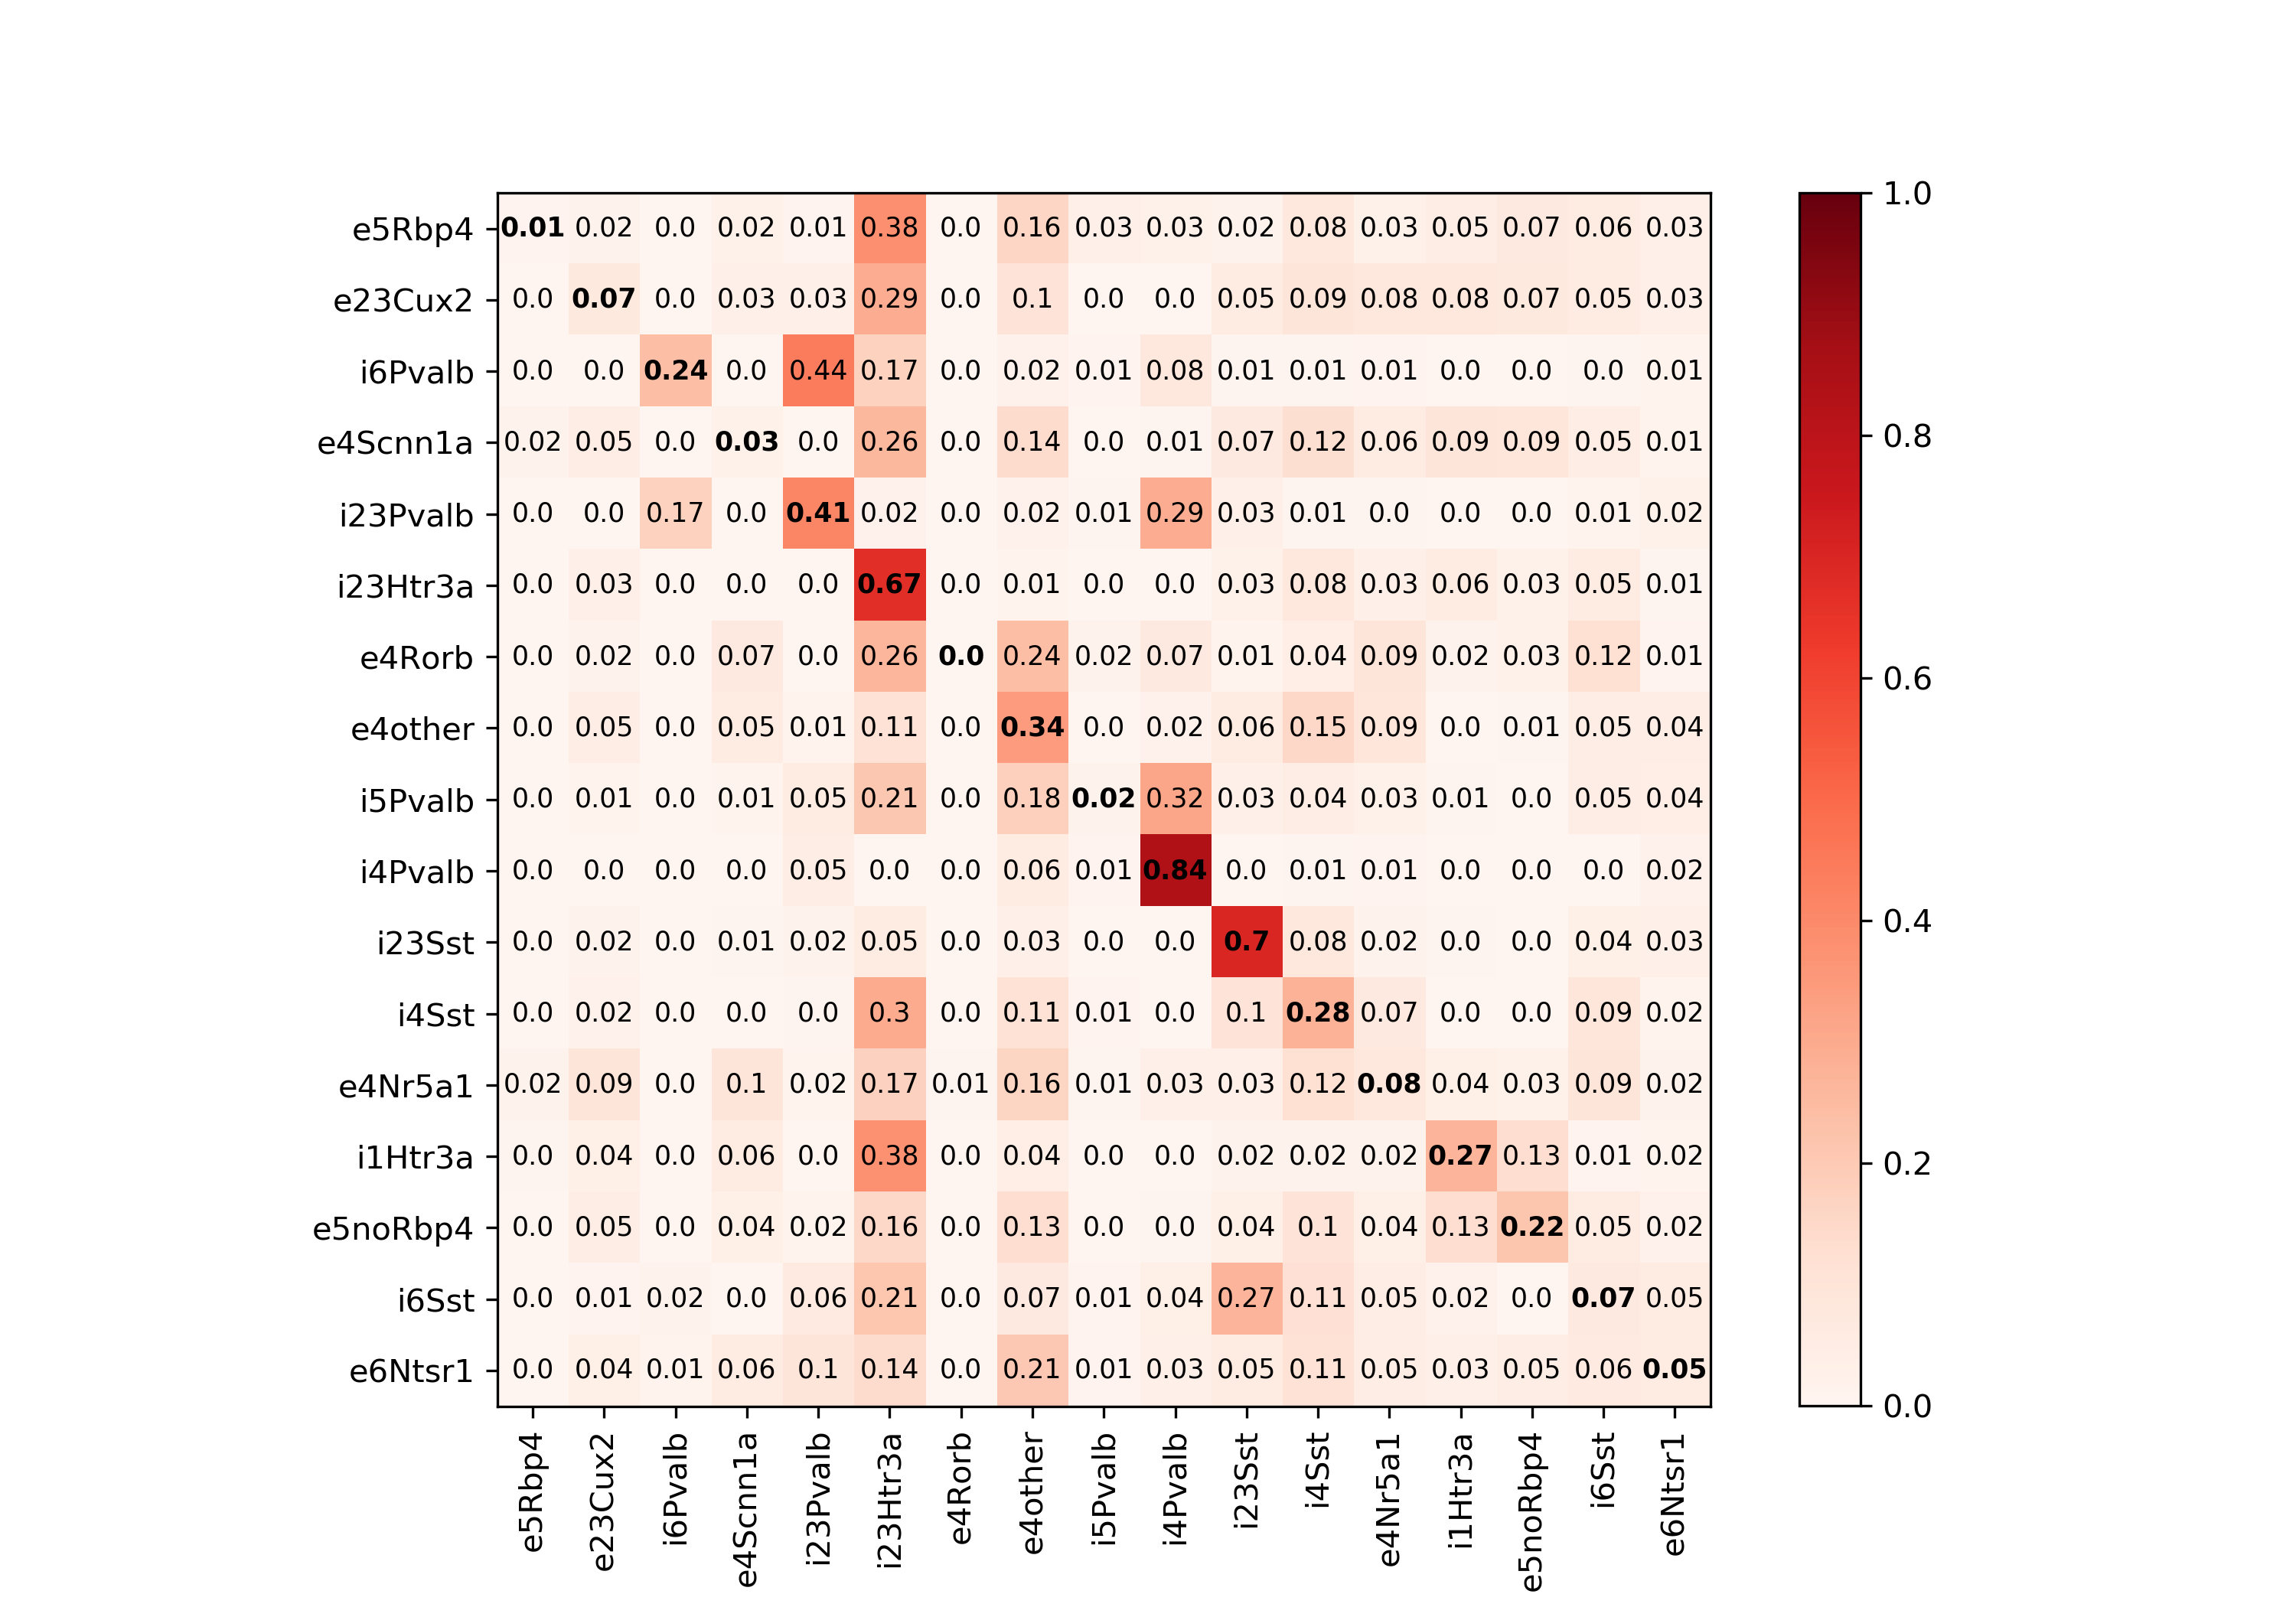 e5Rbp4 0.01 0.02 0.0 0.02 0.01 0.38 0.0 0.16 0.03 0.03 0.02 0.08 0.03 0.05 0.07 0.06 0.03
e23Cux2 0.0 0.07 0.0 0.03 0.03 0.29 0.0 0.1 0.0 0.0 0.05 0.09 0.08 0.08 0.07 0.05 0.03
i6Pvalb 0.0 0.0 0.24 0.0 0.44 0.17 0.0 0.02 0.01 0.08 0.01 0.01 0.01 0.0 0.0 0.0 0.01
e4Scnn1a 0.02 0.05 0.0 0.03 0.0 0.26 0.0 0.14 0.0 0.01 0.07 0.12 0.06 0.09 0.09 0.05 0.01
i23Pvalb 0.0 0.0 0.17 0.0 0.41 0.02 0.0 0.02 0.01 0.29 0.03 0.01 0.0 0.0 0.0 0.01 0.02
i23Htr3a 0.0 0.03 0.0 0.0 0.0 0.67 0.0 0.01 0.0 0.0 0.03 0.08 0.03 0.06 0.03 0.05 0.01
e4Rorb 0.0 0.02 0.0 0.07 0.0 0.26 0.0 0.24 0.02 0.07 0.01 0.04 0.09 0.02 0.03 0.12 0.01
e4other 0.0 0.05 0.0 0.05 0.01 0.11 0.0 0.34 0.0 0.02 0.06 0.15 0.09 0.0 0.01 0.05 0.04
i5Pvalb 0.0 0.01 0.0 0.01 0.05 0.21 0.0 0.18 0.02 0.32 0.03 0.04 0.03 0.01 0.0 0.05 0.04
i4Pvalb 0.0 0.0 0.0 0.0 0.05 0.0 0.0 0.06 0.01 0.84 0.0 0.01 0.01 0.0 0.0 0.0 0.02
i23Sst 0.0 0.02 0.0 0.01 0.02 0.05 0.0 0.03 0.0 0.0 0.7 0.08 0.02 0.0 0.0 0.04 0.03
i4Sst 0.0 0.02 0.0 0.0 0.0 0.3 0.0 0.11 0.01 0.0 0.1 0.28 0.07 0.0 0.0 0.09 0.02
e4Nr5a1 0.02 0.09 0.0 0.1 0.02 0.17 0.01 0.16 0.01 0.03 0.03 0.12 0.08 0.04 0.03 0.09 0.02
i1Htr3a 0.0 0.04 0.0 0.06 0.0 0.38 0.0 0.04 0.0 0.0 0.02 0.02 0.02 0.27 0.13 0.01 0.02
e5noRbp4 0.0 0.05 0.0 0.04 0.02 0.16 0.0 0.13 0.0 0.0 0.04 0.1 0.04 0.13 0.22 0.05 0.02
i6Sst 0.0 0.01 0.02 0.0 0.06 0.21 0.0 0.07 0.01 0.04 0.27 0.11 0.05 0.02 0.0 0.07 0.05
e6Ntsr1 0.0 0.04 0.01 0.06 0.1 0.14 0.0 0.21 0.01 0.03 0.05 0.11 0.05 0.03 0.05 0.06 0.05
e5Rbp4 e23Cux2 i6Pvalb e4Scnn1a i23Pvalb i23Htr3a e4Rorb e4other i5Pvalb i4Pvalb i23Sst i4Sst e4Nr5a1 i1Htr3a e5noRbp4 i6Sst e6Ntsr1
1.0
0.8
0.6
0.4
0.2
0.0